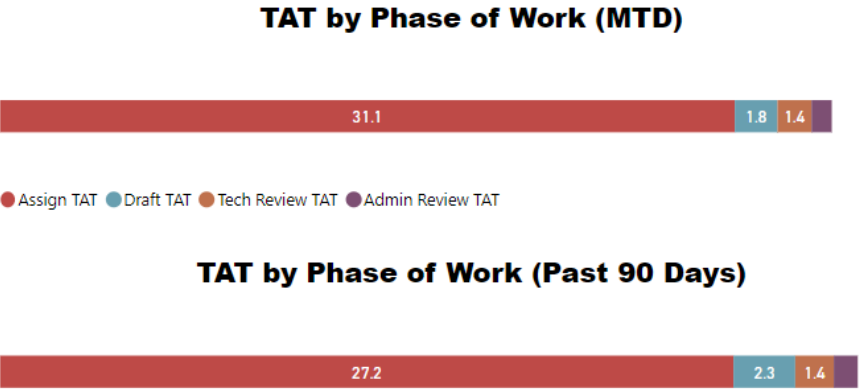 TAT by Phase of Work (MTD)
31.1 1.8 1.4
Assign TAT Draft TAT Tech Review TAT Admin Review TAT
TAT by Phase of Work (Past 90 Days)
27.2 2.3 1.4